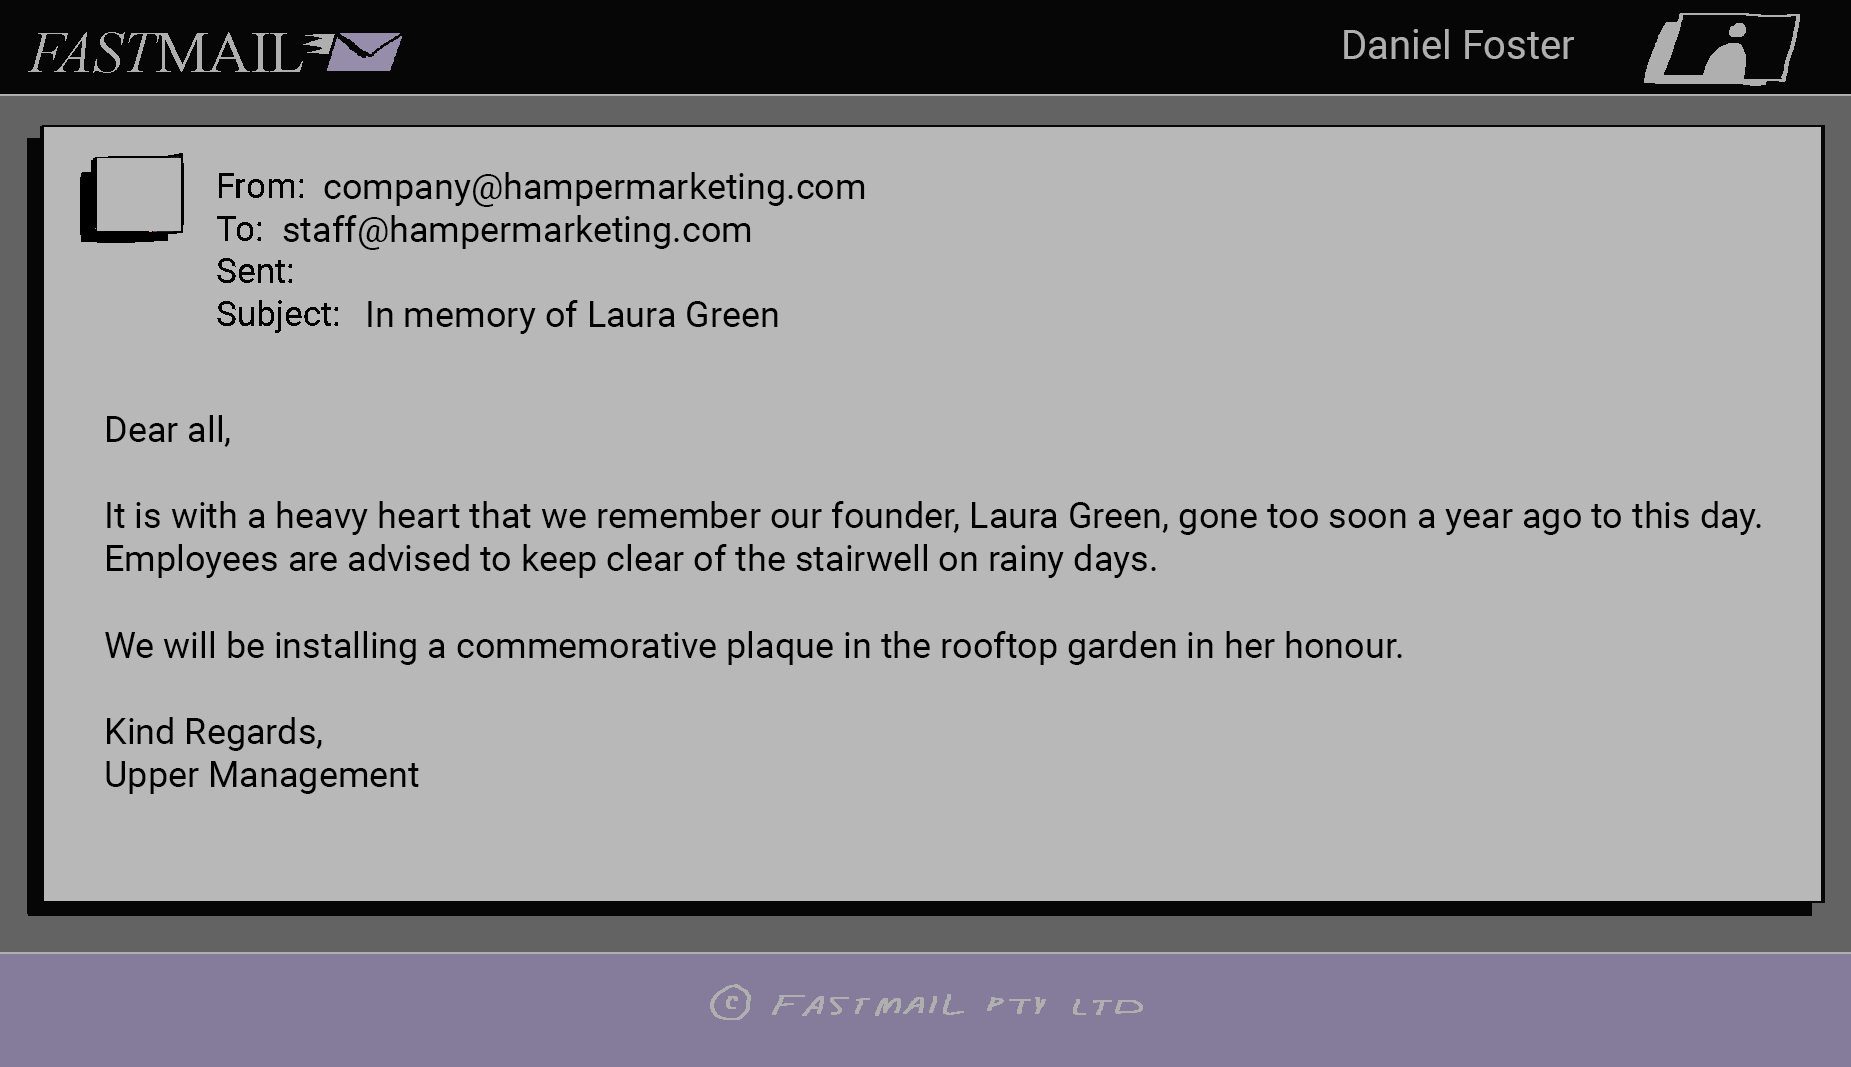 FASTMAIL
Daniel Foster
From: company@hampermarketing.com
To: staff@hampermarketing.com
Sent:
Subject: In memory of Laura Green
Dear all,
It is with a heavy heart that we remember our founder, Laura Green, gone too soon a year ago to this day.
Employees are advised to keep clear of the stairwell on rainy days.
We will be installing a commemorative plaque in the rooftop garden in her honour.
Kind Regards,
Upper Management
© FASTMAIL PTY LTD